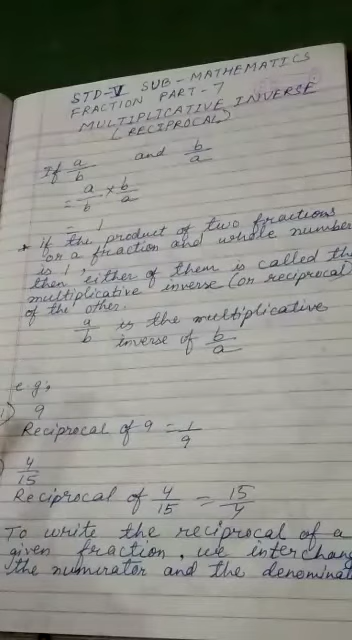 STD-V SUB-MATHEMATICS
FRACTION PART-7
MULTIPLICATIVE INVERSE
(RECIPROCAL)
If a/b and b/a
= a/b × b/a
= 1
* if the product of two fractions
or a fraction and whole number
is 1,
then either of them is called the
multiplicative inverse (or reciprocal)
of the other.
a/b is the multiplicative
inverse of b/a
e.g;
1) 9
Reciprocal of 9 = 1/9
4/15
Reciprocal of 4/15 = 15/4
To write the reciprocal of a
given fraction, we interchan
the numirator and the denominat